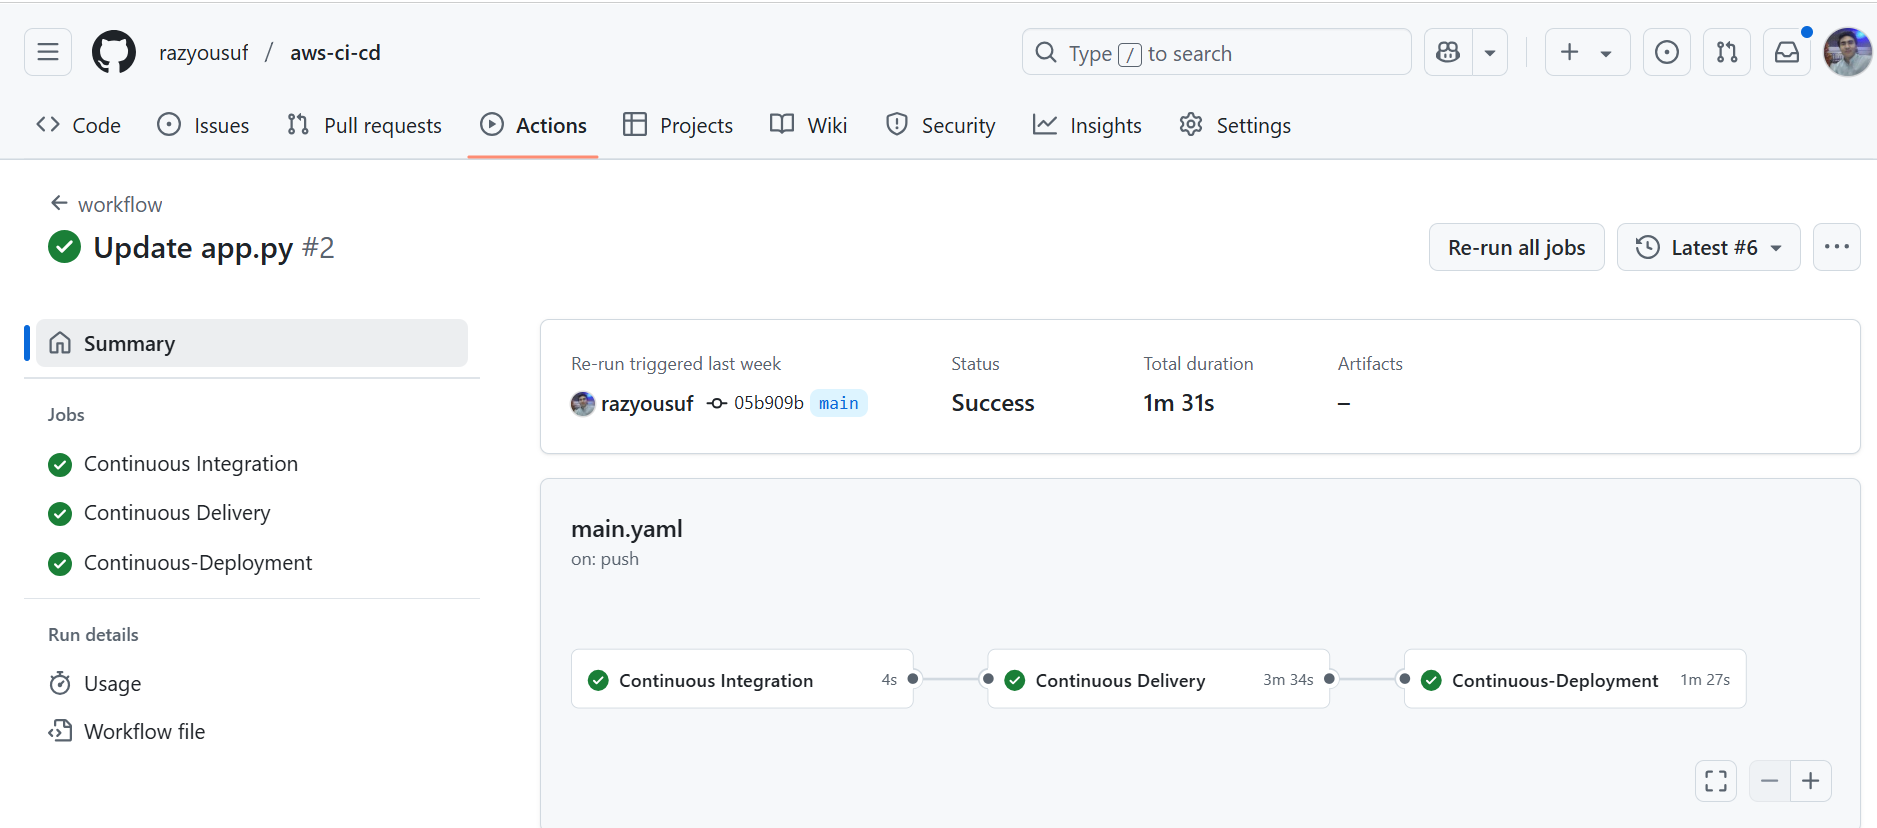 razyousuf / aws-ci-cd
Type / to search
Code
Issues
Pull requests
Actions
Projects
Wiki
Security
Insights
Settings
workflow
Update app.py #2
Re-run all jobs
Latest #6
Summary
Jobs
Continuous Integration
Continuous Delivery
Continuous-Deployment
Run details
Usage
Workflow file
Re-run triggered last week
razyousuf 05b909b main
Status
Success
Total duration
1m 31s
Artifacts
–
main.yaml
on: push
Continuous Integration 4s
Continuous Delivery 3m 34s
Continuous-Deployment 1m 27s